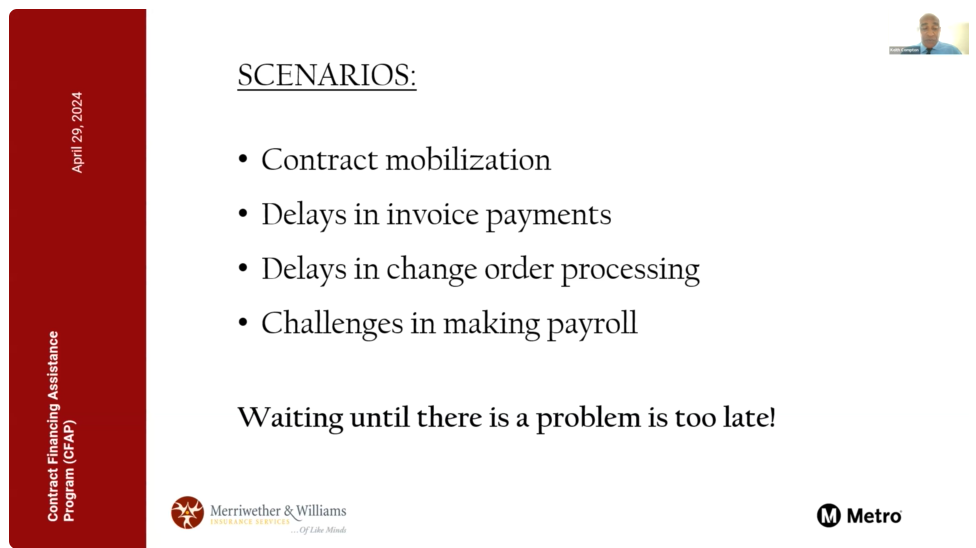 April 29, 2024
Contract Financing Assistance
Program (CFAP)
SCENARIOS:
• Contract mobilization
• Delays in invoice payments
• Delays in change order processing
• Challenges in making payroll
Waiting until there is a problem is too late!
Merriwether & Williams
INSURANCE SERVICES
...Of Like Minds
M Metro